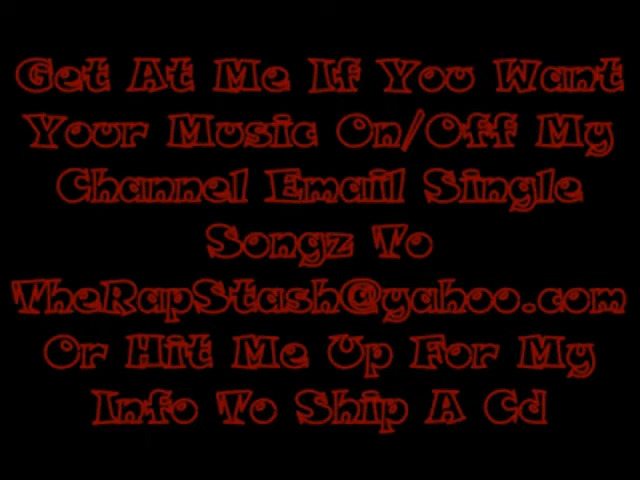 Get At Me If You Want
Your Music On/Off My
Channel Email Single
Songz To
TheRapStash@yahoo.com
Or Hit Me Up For My
Info To Ship A Cd